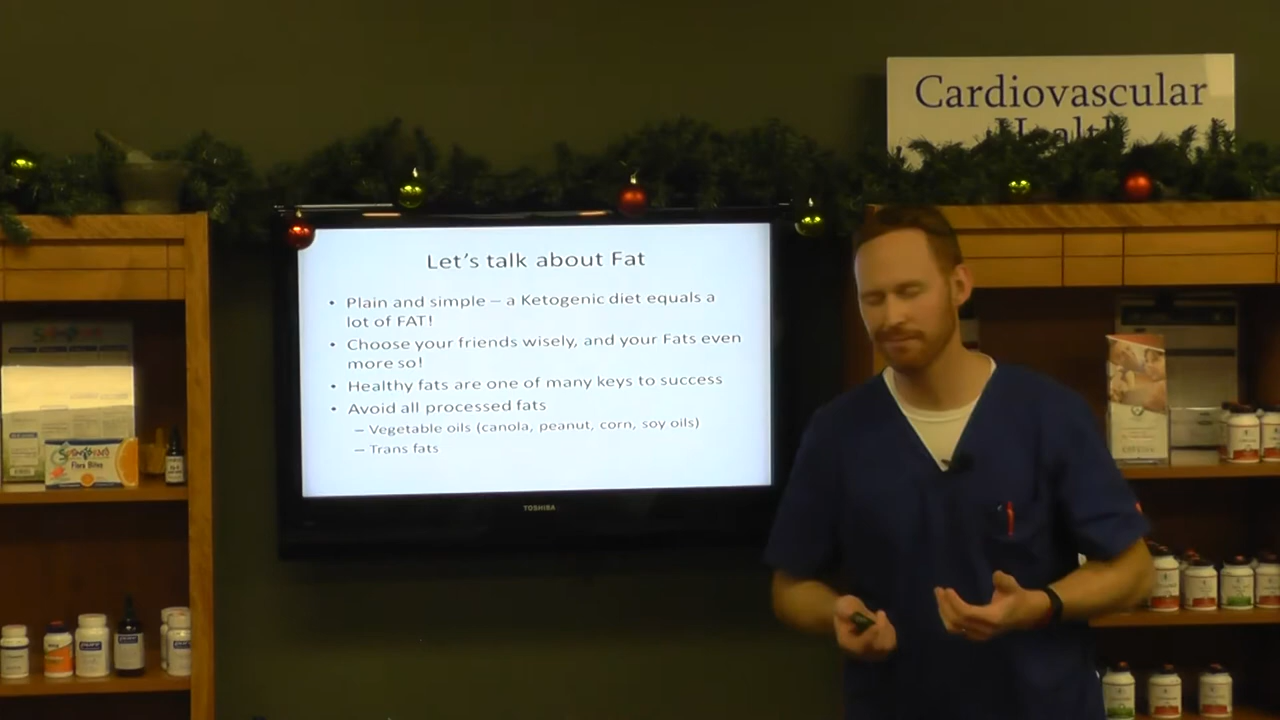 Cardiovascular
Health
Let's talk about Fat
• Plain and simple – a Ketogenic diet equals a
lot of FAT!
• Choose your friends wisely, and your Fats even
more so!
• Healthy fats are one of many keys to success
• Avoid all processed fats
– Vegetable oils (canola, peanut, corn, soy oils)
– Trans fats
TOSHIBA